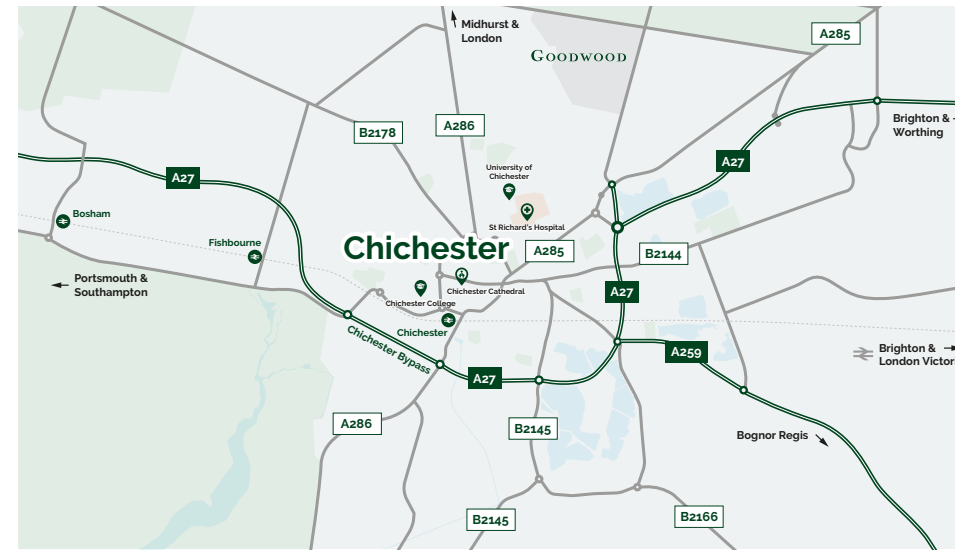 Midhurst &
London
A285
GOODWOOD
B2178
A286
Brighton &
Worthing
A27
A27
University of
Chichester
Bosham
St Richard's Hospital
Fishbourne
Chichester
A285
B2144
Portsmouth &
Southampton
Chichester College
Chichester Cathedral
A27
Chichester
Chichester Bypass
A259
Brighton &
London Victori
A27
A286
B2145
Bognor Regis
B2145
B2166